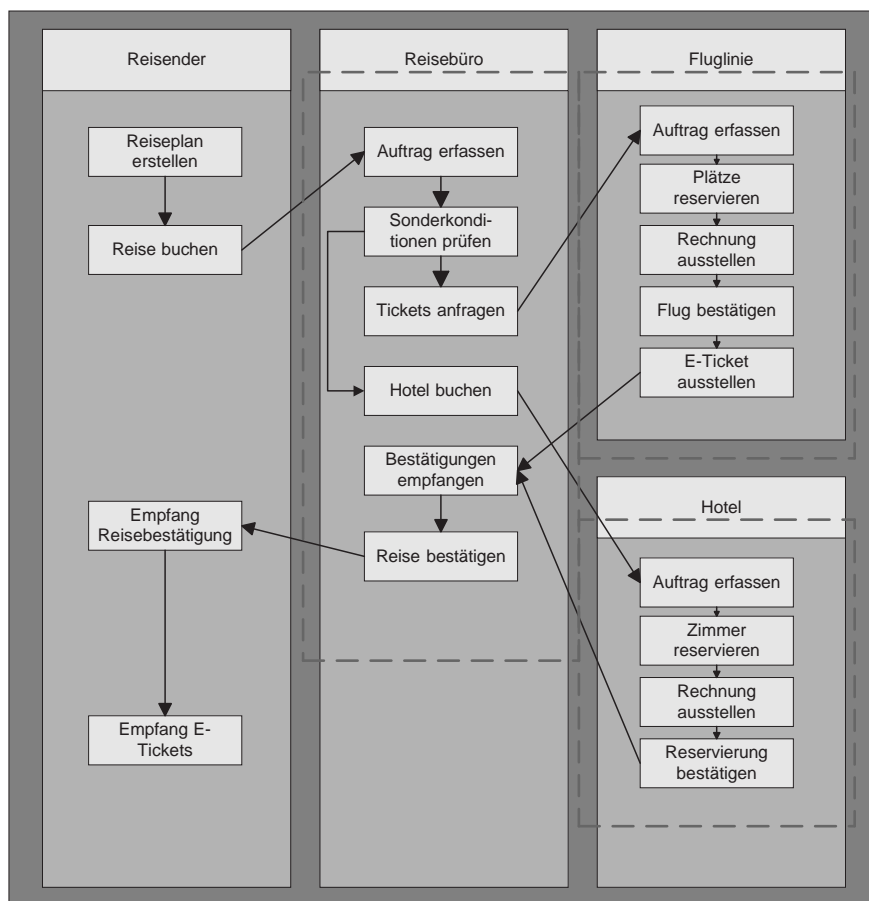 Reisender
Reiseplan
erstellen
Reise buchen
Empfang
Reisebestätigung
Empfang E-
Tickets
Reisebüro
Auftrag erfassen
Sonderkondi-
tionen prüfen
Tickets anfragen
Hotel buchen
Bestätigungen
empfangen
Reise bestätigen
Fluglinie
Auftrag erfassen
Plätze
reservieren
Rechnung
ausstellen
Flug bestätigen
E-Ticket
ausstellen
Hotel
Auftrag erfassen
Zimmer
reservieren
Rechnung
ausstellen
Reservierung
bestätigen